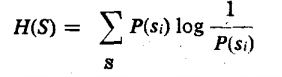 H(S) = ∑ P(sᵢ) log 1/P(sᵢ)
S